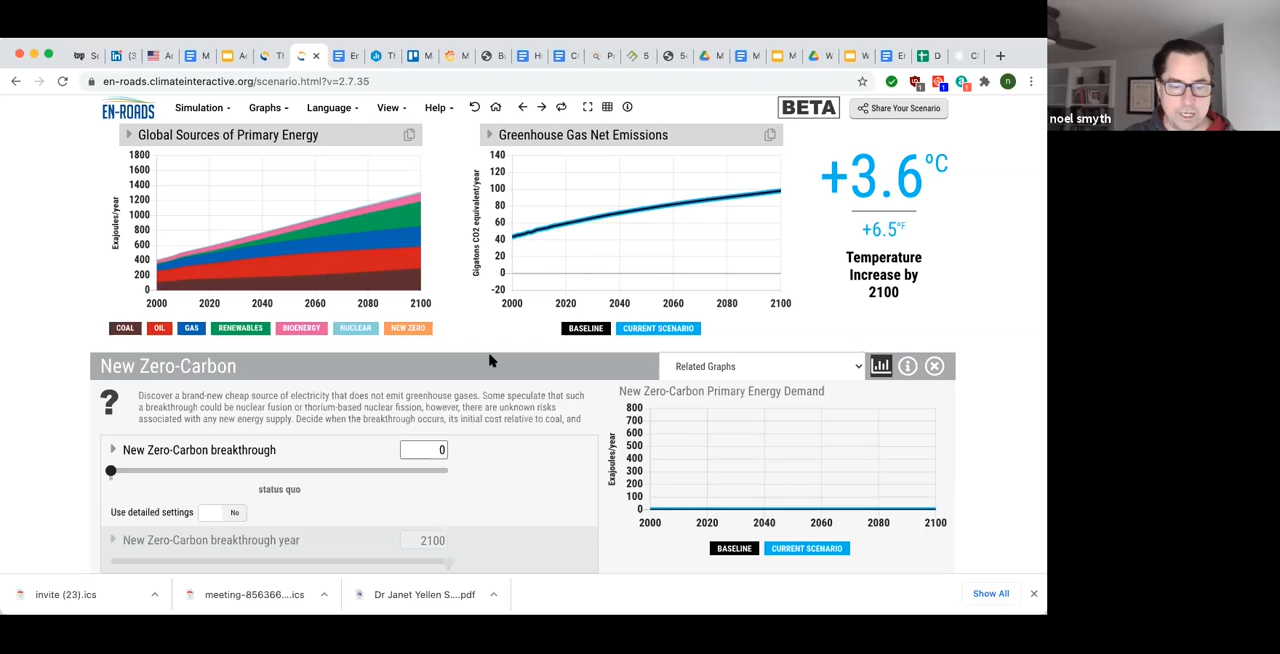 top S
in (3
A
M
A
T
Er
Tl
M
M
B
H
C
P
5
5
M
M
M
W
W
Er
D
Cl
en-roads.climateinteractive.org/scenario.html?v=2.7.35
n
EN-ROADS
Simulation Graphs Language View Help
BETA Share Your Scenario
Global Sources of Primary Energy
1800
1600
1400
1200
1000
800
600
400
200
0
Exajoules/year
2000 2020 2040 2060 2080 2100
COAL OIL GAS RENEWABLES BIOENERGY NUCLEAR NEW ZERO
Greenhouse Gas Net Emissions
140
120
100
80
60
40
20
0
-20
Gigatons CO2 equivalent/year
2000 2020 2040 2060 2080 2100
BASELINE CURRENT SCENARIO
+3.6°C
+6.5°F
Temperature
Increase by
2100
noel smyth
New Zero-Carbon
Related Graphs
? Discover a brand-new cheap source of electricity that does not emit greenhouse gases. Some speculate that such
a breakthrough could be nuclear fusion or thorium-based nuclear fission, however, there are unknown risks
associated with any new energy supply. Decide when the breakthrough occurs, its initial cost relative to coal, and
New Zero-Carbon breakthrough 0
status quo
Use detailed settings No
New Zero-Carbon breakthrough year 2100
New Zero-Carbon Primary Energy Demand
800
700
600
500
400
300
200
100
0
Exajoules/year
2000 2020 2040 2060 2080 2100
BASELINE CURRENT SCENARIO
invite (23).ics
meeting-856366....ics
Dr Janet Yellen S....pdf
Show All